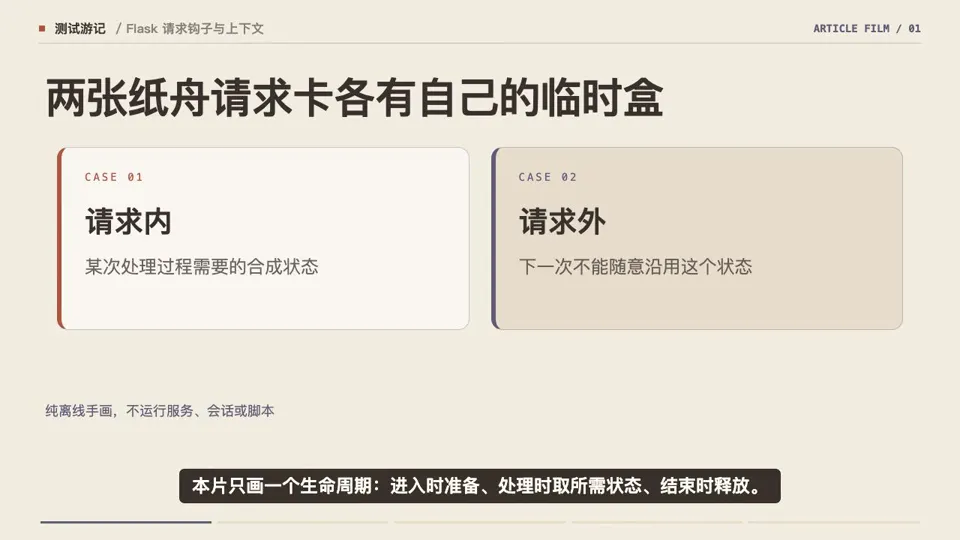 测试游记 / Flask 请求钩子与上下文
ARTICLE FILM / 01
两张纸舟请求卡各有自己的临时盒
CASE 01
请求内
某次处理过程需要的合成状态
CASE 02
请求外
下一次不能随意沿用这个状态
纯离线手画，不运行服务、会话或脚本
本片只画一个生命周期：进入时准备、处理时取所需状态、结束时释放。